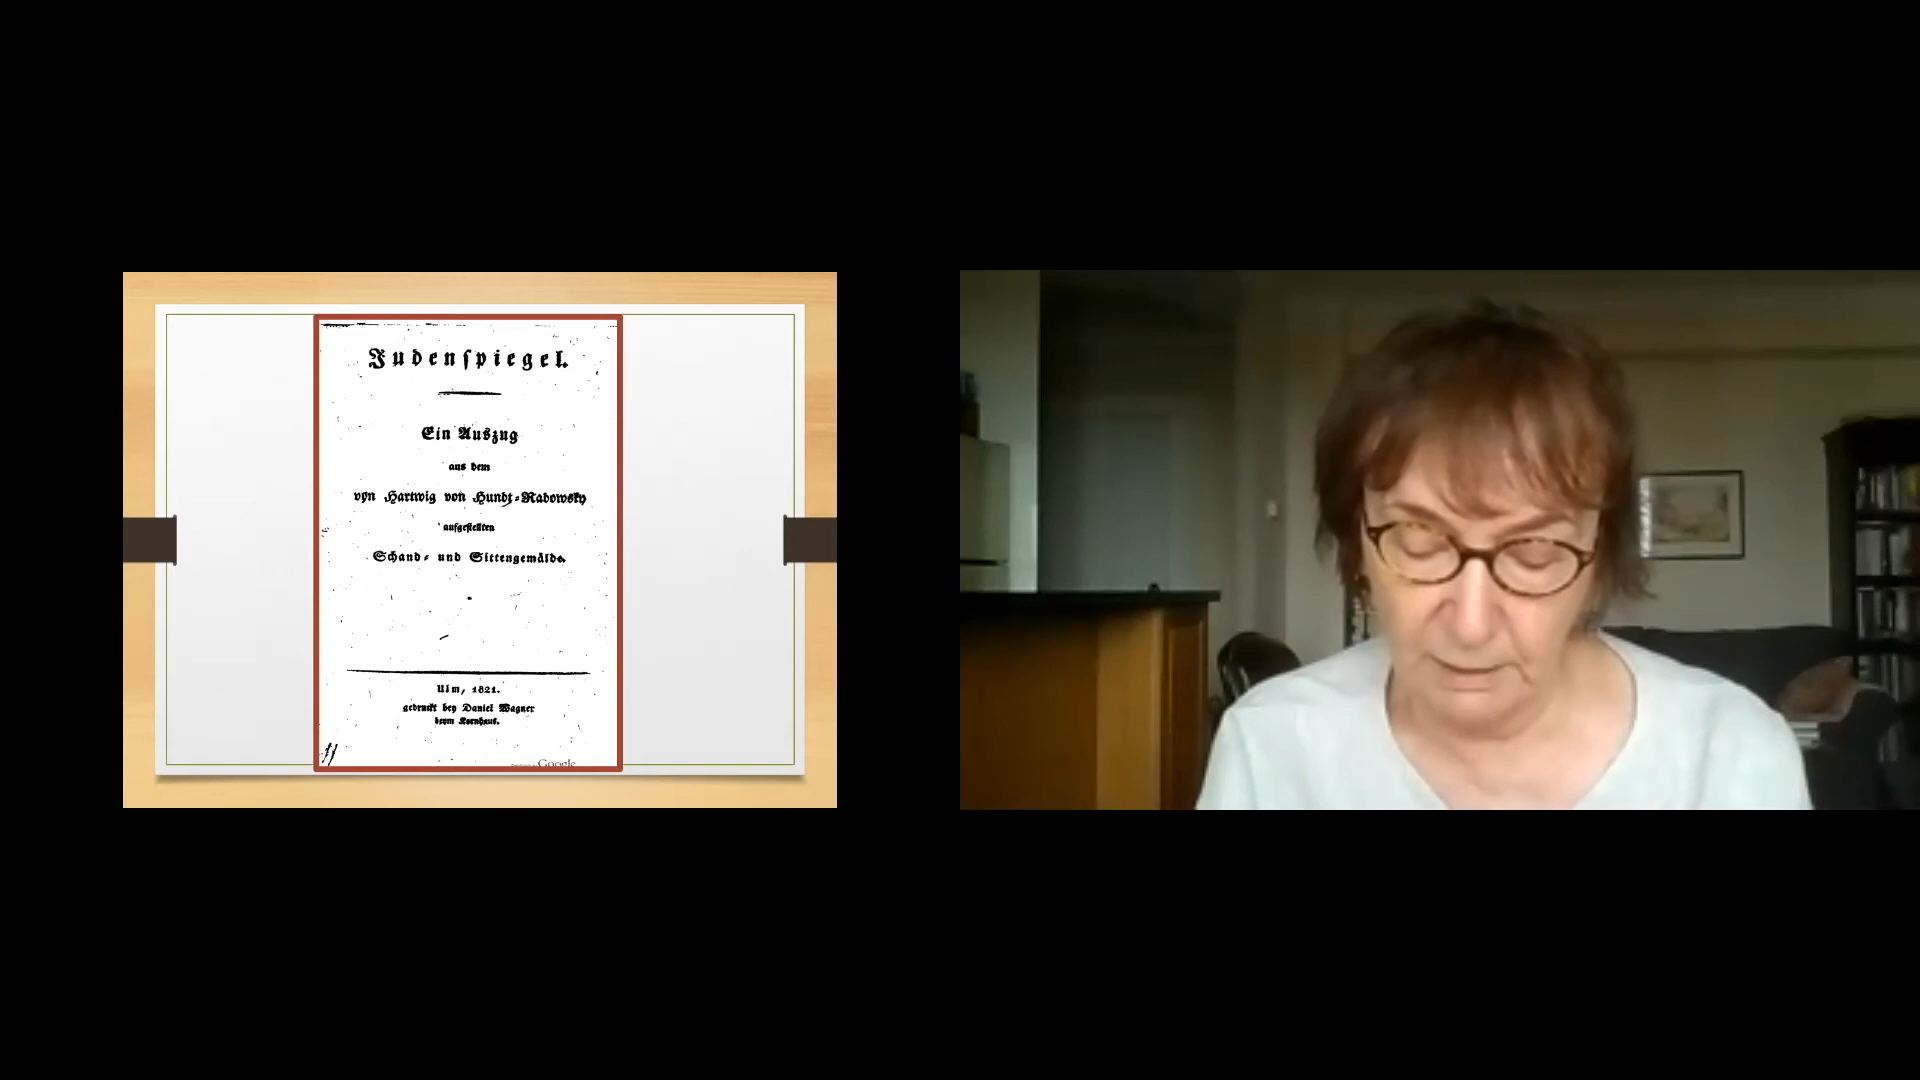 Judenſpiegel.
Ein Auszug
aus dem
von Hartwig von Hundt-Radowsky
aufgeſtellten
Schand- und Sittengemälde.
Ulm, 1821.
gedruckt bey Daniel Wagner
beym Kornhaus.
Google